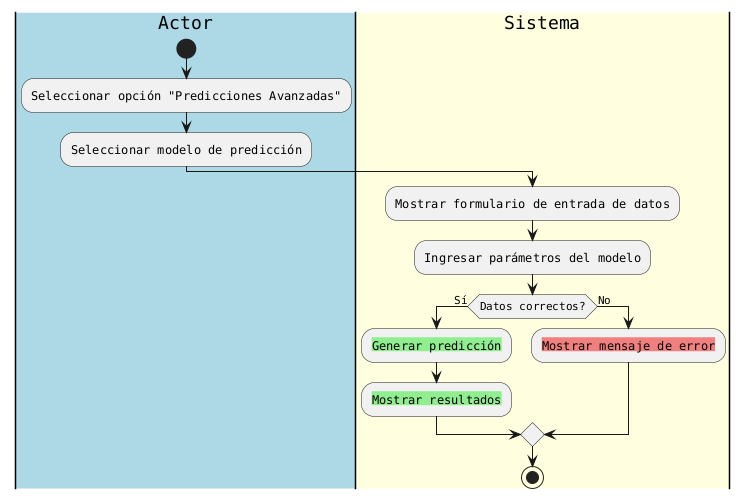 Actor
Sistema
Seleccionar opción "Predicciones Avanzadas"
Seleccionar modelo de predicción
Mostrar formulario de entrada de datos
Ingresar parámetros del modelo
Datos correctos?
Sí
No
Generar predicción
Mostrar mensaje de error
Mostrar resultados